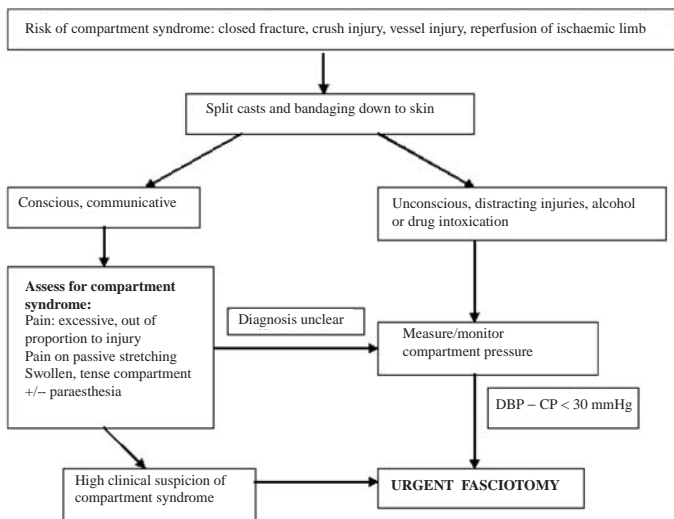 Risk of compartment syndrome: closed fracture, crush injury, vessel injury, reperfusion of ischaemic limb
Split casts and bandaging down to skin
Conscious, communicative
Unconscious, distracting injuries, alcohol
or drug intoxication
Assess for compartment
syndrome:
Pain: excessive, out of
proportion to injury
Pain on passive stretching
Swollen, tense compartment
+/– paraesthesia
Diagnosis unclear
Measure/monitor
compartment pressure
DBP – CP < 30 mmHg
High clinical suspicion of
compartment syndrome
URGENT FASCIOTOMY